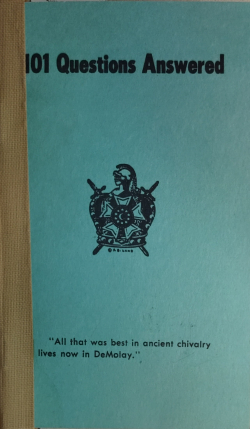 101 Questions Answered
"All that was best in ancient chivalry
lives now in DeMolay."